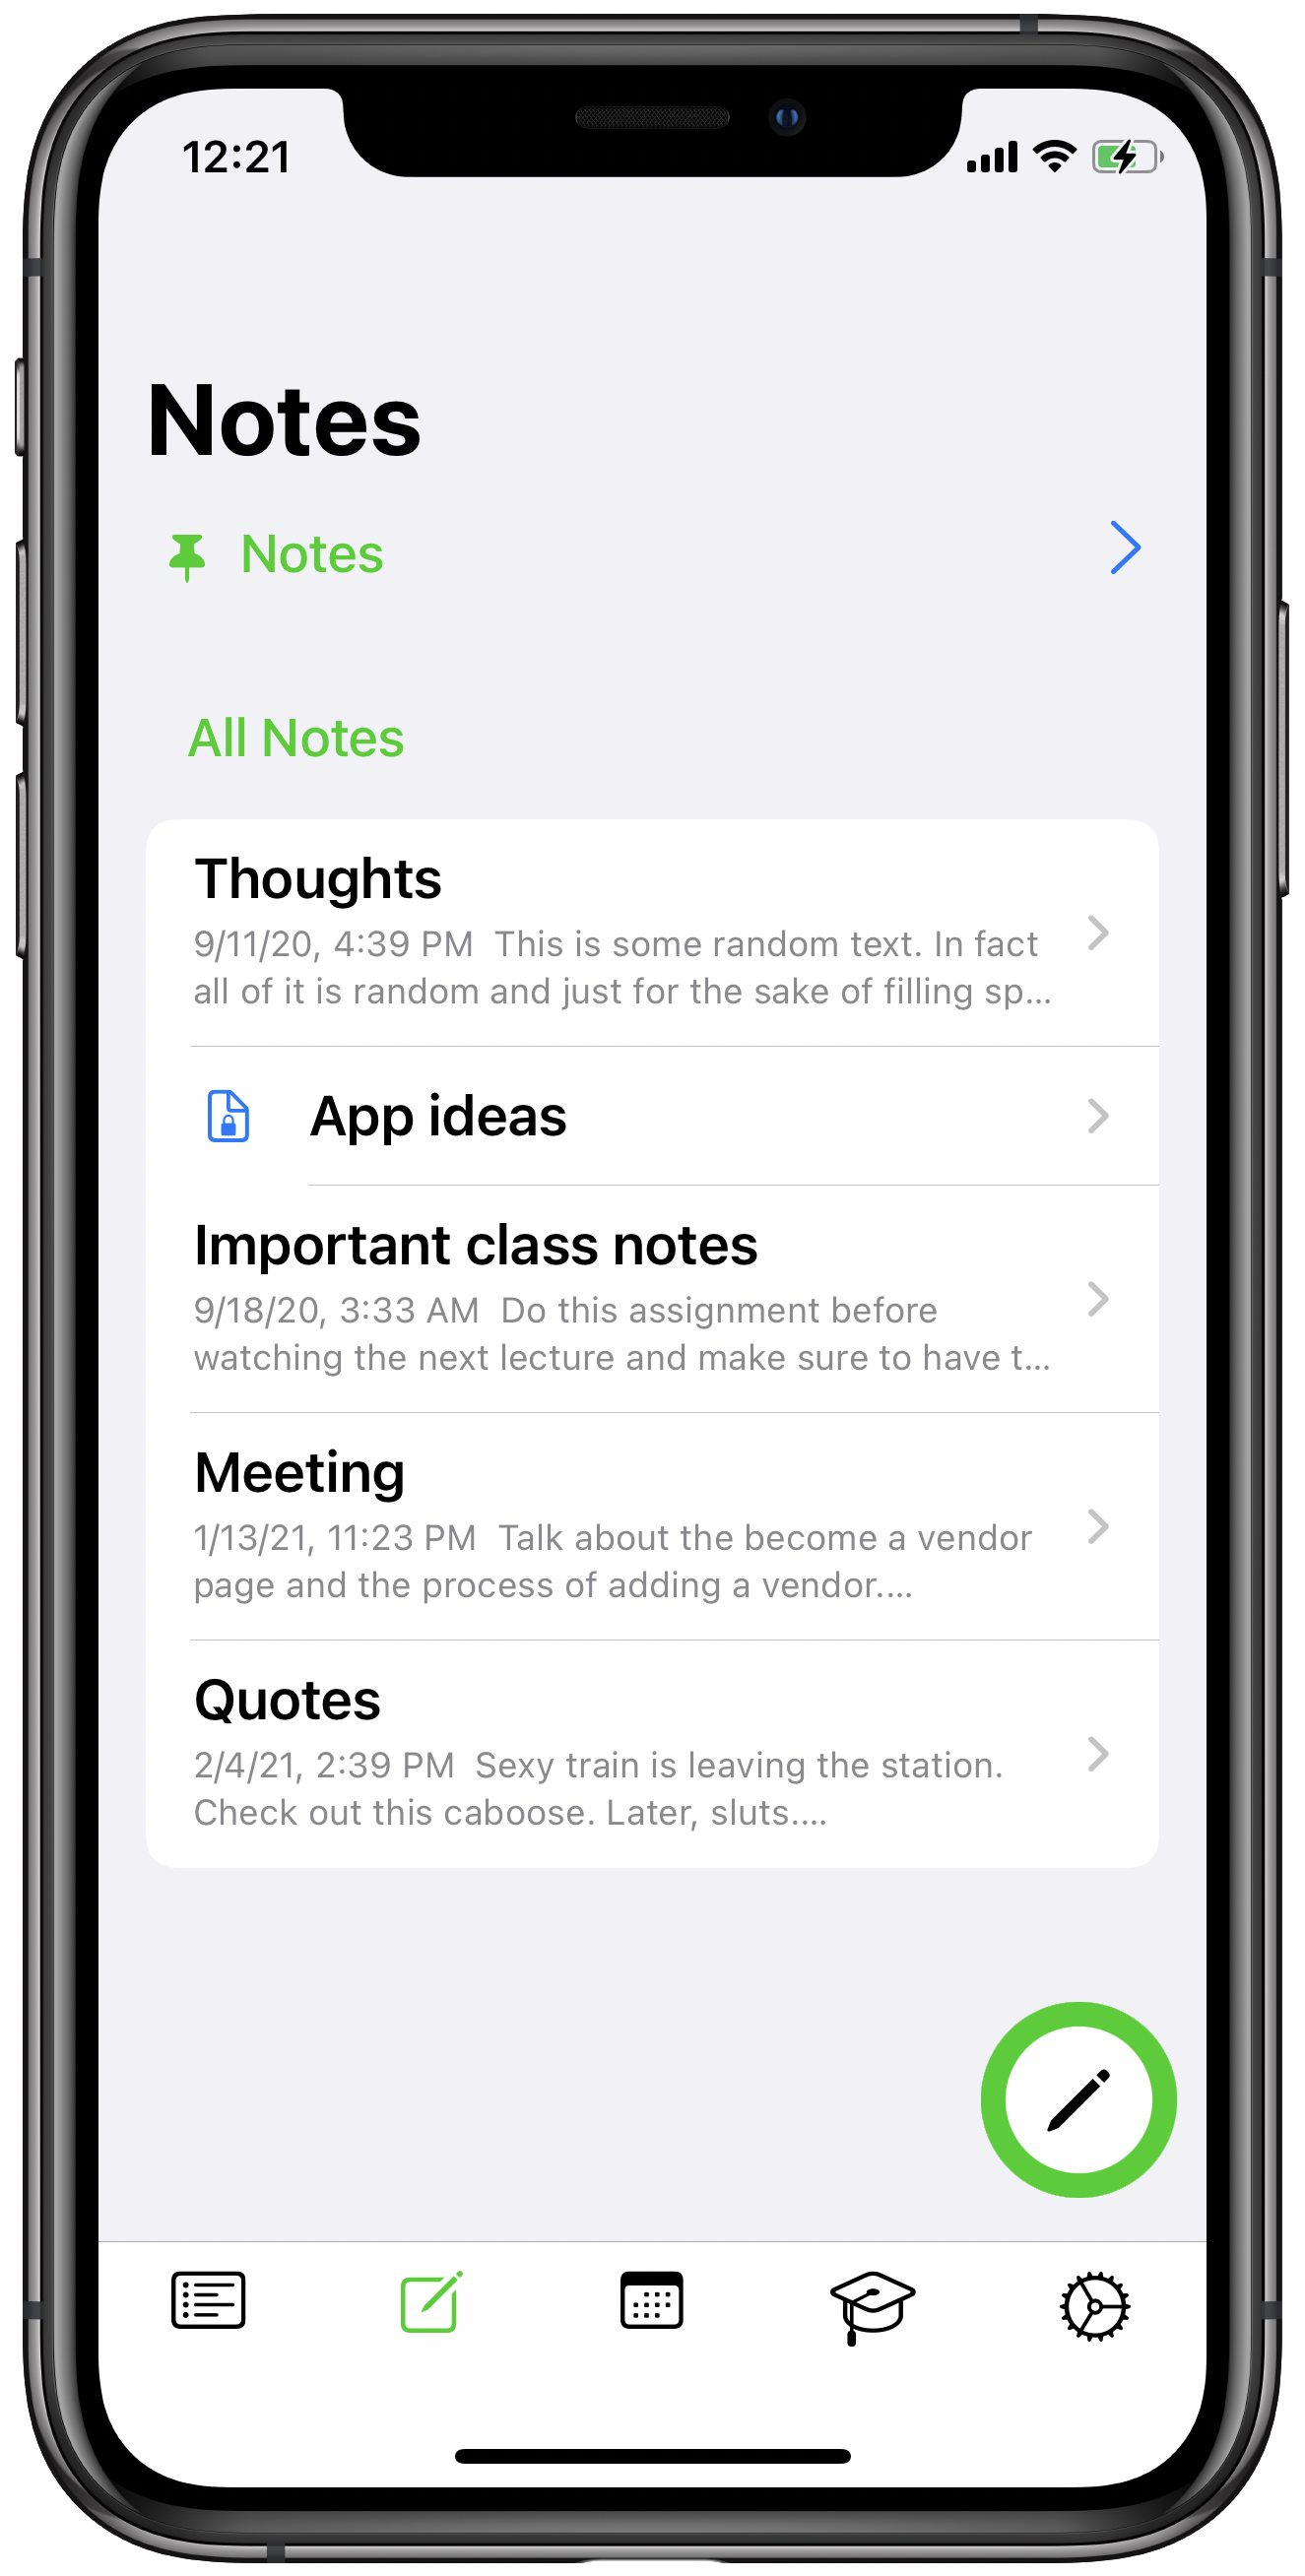 12:21
Notes
Notes
All Notes
Thoughts
9/11/20, 4:39 PM  This is some random text. In fact
all of it is random and just for the sake of filling sp...
App ideas
Important class notes
9/18/20, 3:33 AM  Do this assignment before
watching the next lecture and make sure to have t...
Meeting
1/13/21, 11:23 PM  Talk about the become a vendor
page and the process of adding a vendor....
Quotes
2/4/21, 2:39 PM  Sexy train is leaving the station.
Check out this caboose. Later, sluts....